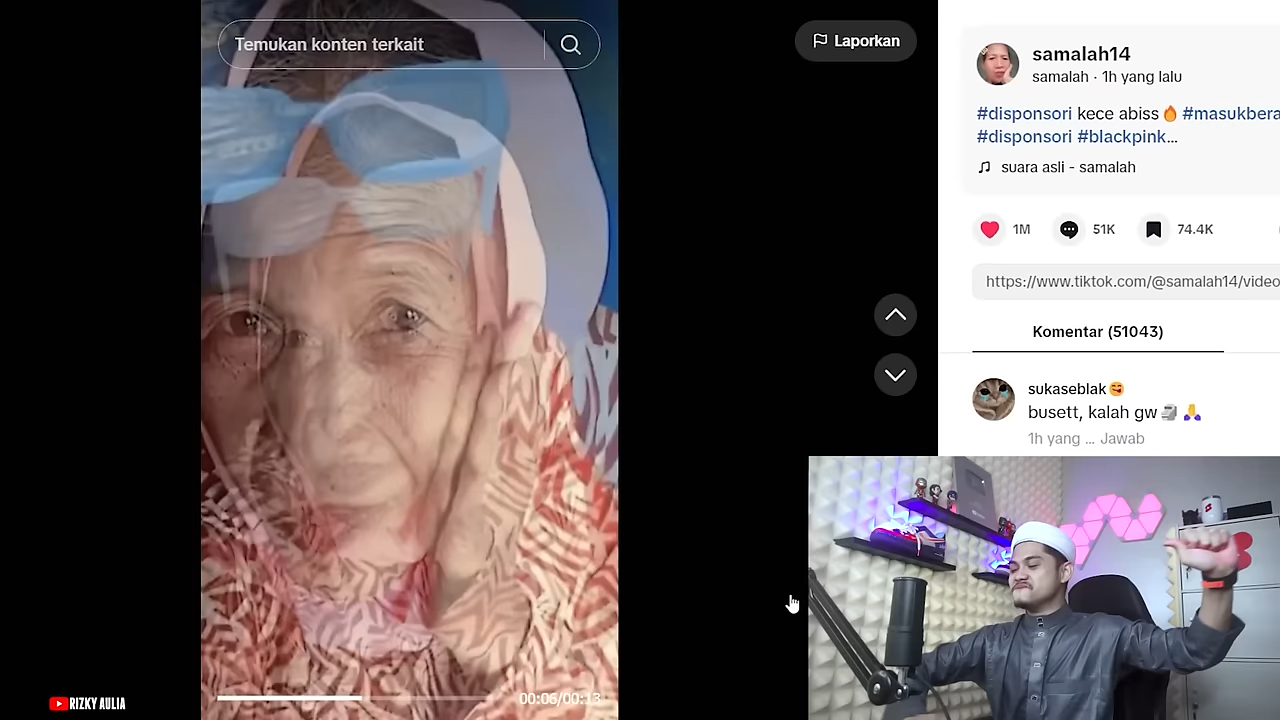 Temukan konten terkait
Laporkan
samalah14
samalah · 1h yang lalu
#disponsori kece abiss🔥 #masukbera
#disponsori #blackpink...
suara asli - samalah
1M
51K
74.4K
https://www.tiktok.com/@samalah14/video
Komentar (51043)
sukaseblak😋
busett, kalah gw🗿🙏
1h yang ... Jawab
00:06/00:13
RIZKY AULIA